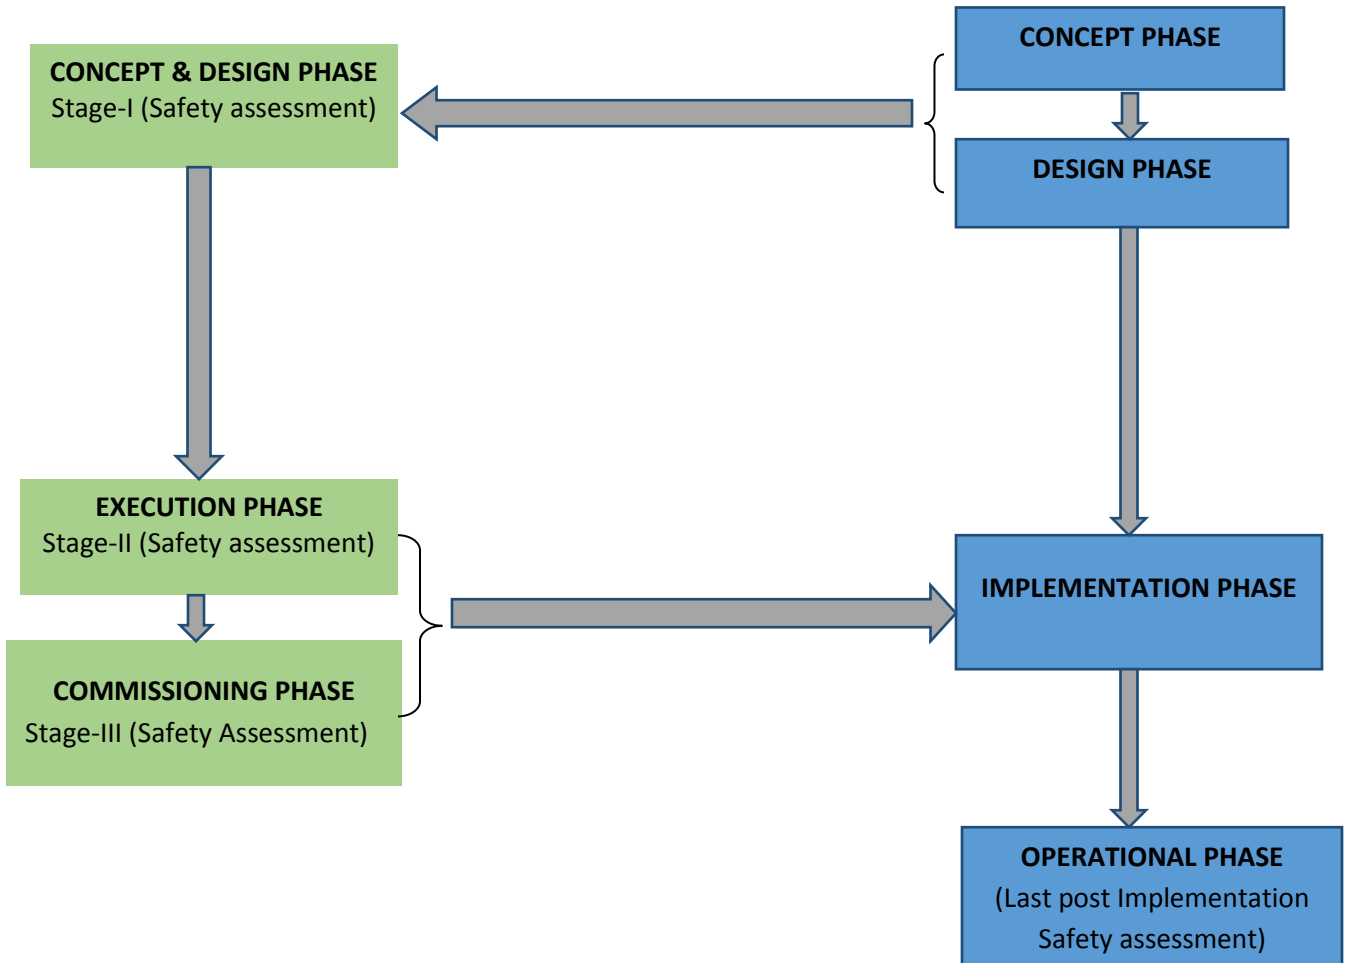 CONCEPT PHASE
CONCEPT & DESIGN PHASE
Stage-I (Safety assessment)
DESIGN PHASE
EXECUTION PHASE
Stage-II (Safety assessment)
IMPLEMENTATION PHASE
COMMISSIONING PHASE
Stage-III (Safety Assessment)
OPERATIONAL PHASE
(Last post Implementation
Safety assessment)